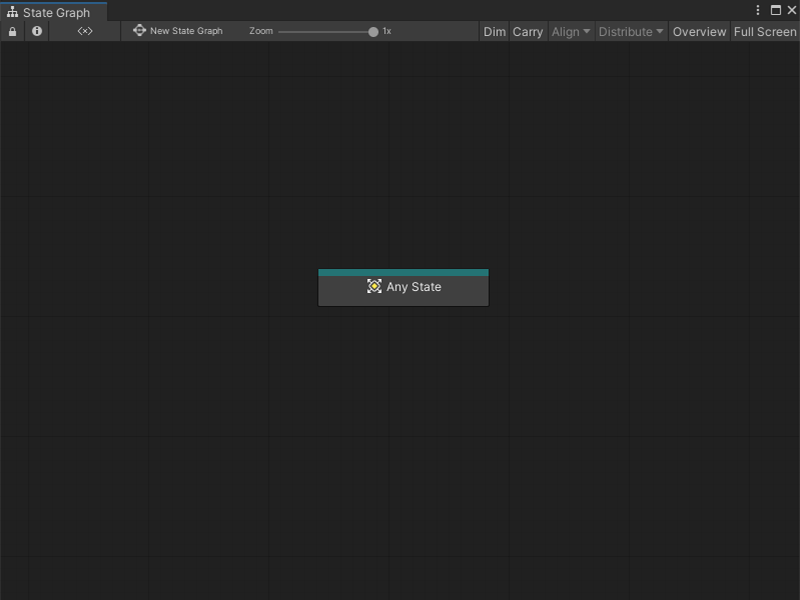 State Graph
<x> New State Graph Zoom 1x Dim Carry Align Distribute Overview Full Screen
Any State